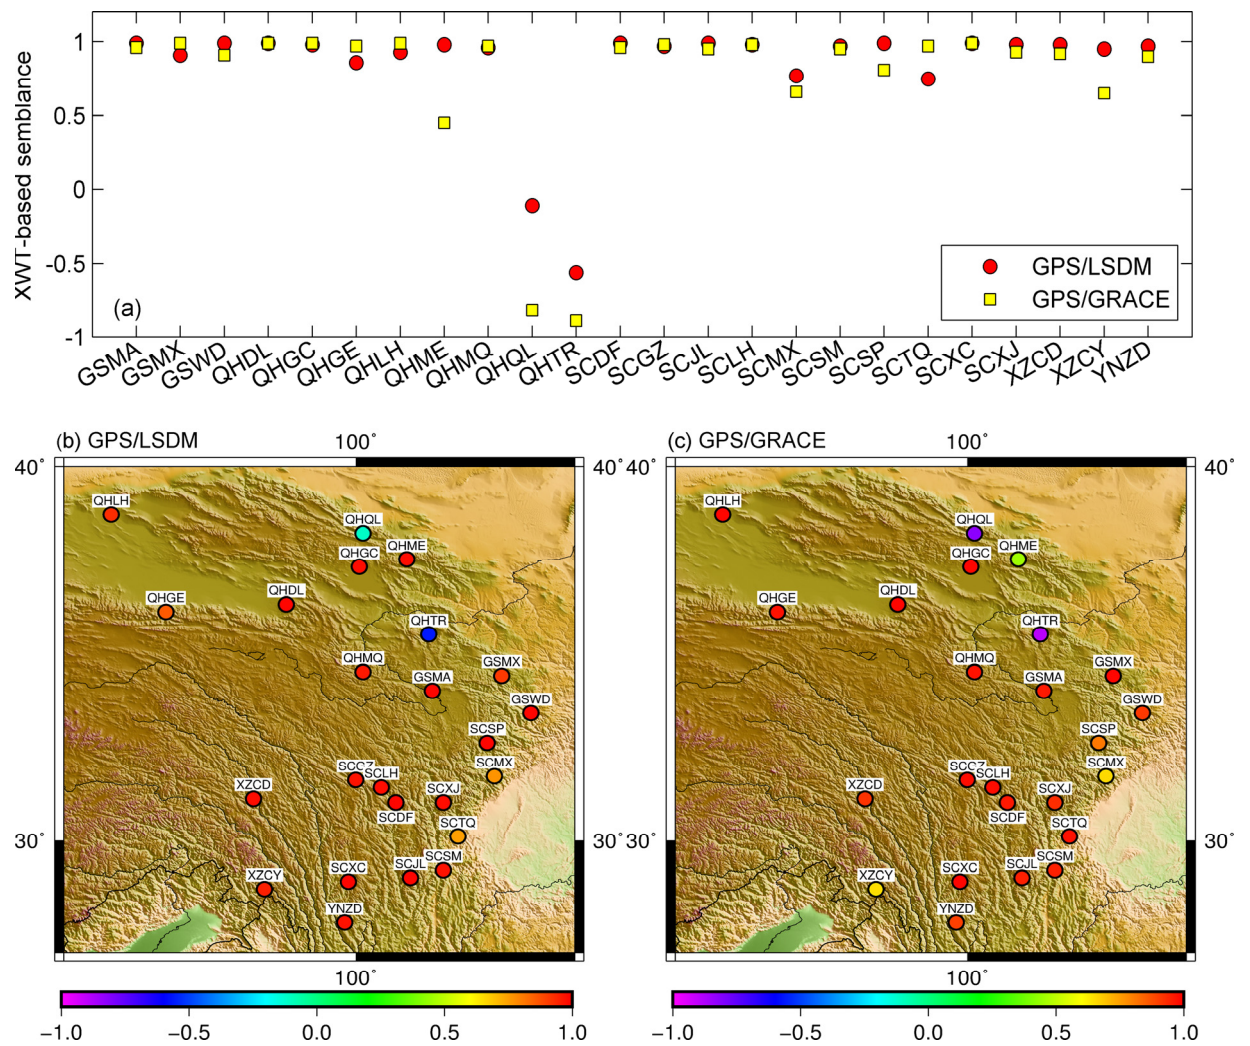 XWT-based semblance
1
0.5
0
-0.5
-1
(a)
GPS/LSDM
GPS/GRACE
GSMA GSMX GSWD QHDL QHGC QHGE QHLH QHME QHMQ QHQL QHTR SCDF SCGZ SCJL SCLH SCMX SCSM SCSP SCTQ SCXC SCXJ XZCD XZCY YNZD
(b) GPS/LSDM
100°
40°
30°
QHLH
QHQL
QHGC
QHME
QHGE
QHDL
QHTR
QHMQ
GSMX
GSMA
GSWD
SCSP
SCMX
SCGZ
SCLH
XZCD
SCXJ
SCDF
SCTQ
SCSM
SCJL
SCXC
XZCY
YNZD
100°
−1.0 −0.5 0.0 0.5 1.0
(c) GPS/GRACE
100°
40° 40°
30° 30°
QHLH
QHQL
QHME
QHGC
QHGE
QHDL
QHTR
QHMQ
GSMX
GSMA
GSWD
SCSP
SCMX
SCGZ
SCLH
XZCD
SCXJ
SCDF
SCTQ
SCSM
SCJL
SCXC
XZCY
YNZD
100°
−1.0 −0.5 0.0 0.5 1.0